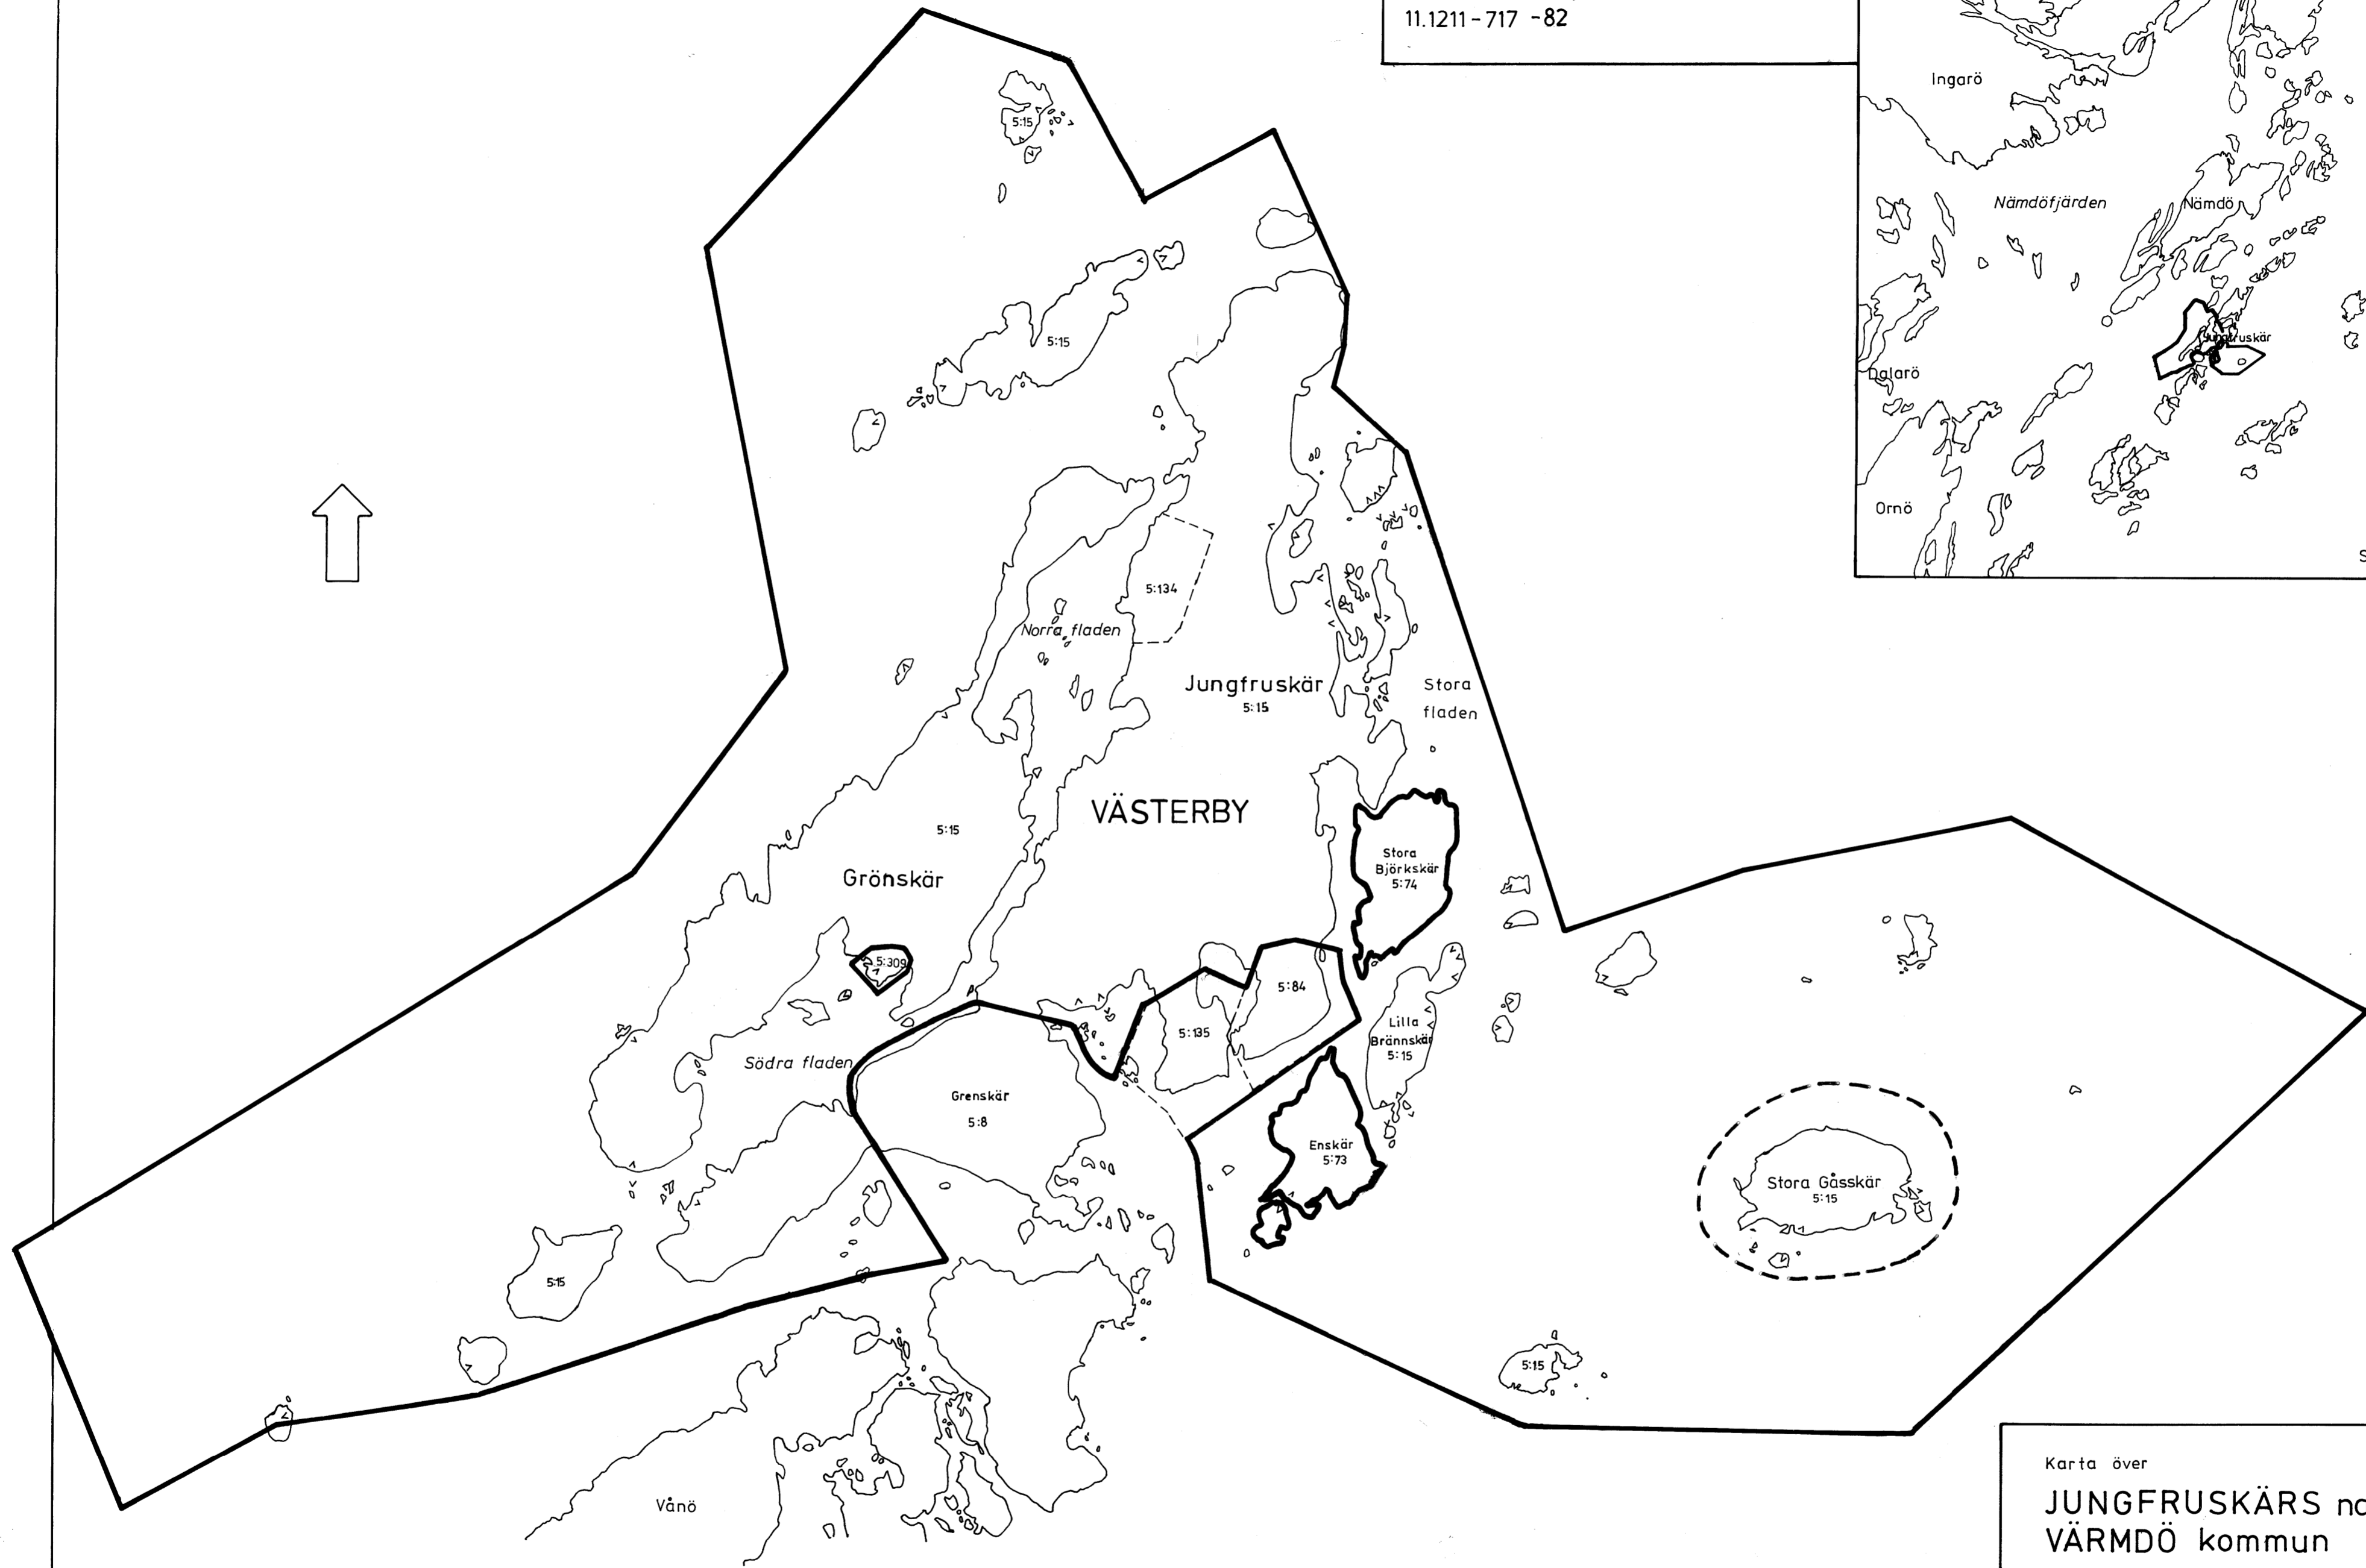 11.1211-717 -82
Ingarö
Nämdöfjärden
Nämdö
Jungfruskär
Dalarö
Ornö
S
5:15
5:15
5:134
Norra fladen
Jungfruskär
5:15
Stora
fladen
VÄSTERBY
5:15
Grönskär
Stora
Björkskär
5:74
5:309
5:84
5:135
Lilla
Brännskär
5:15
Södra fladen
Grenskär
5:8
Enskär
5:73
Stora Gåsskär
5:15
5:15
5:15
Vånö
Karta över
JUNGFRUSKÄRS na
VÄRMDÖ kommun